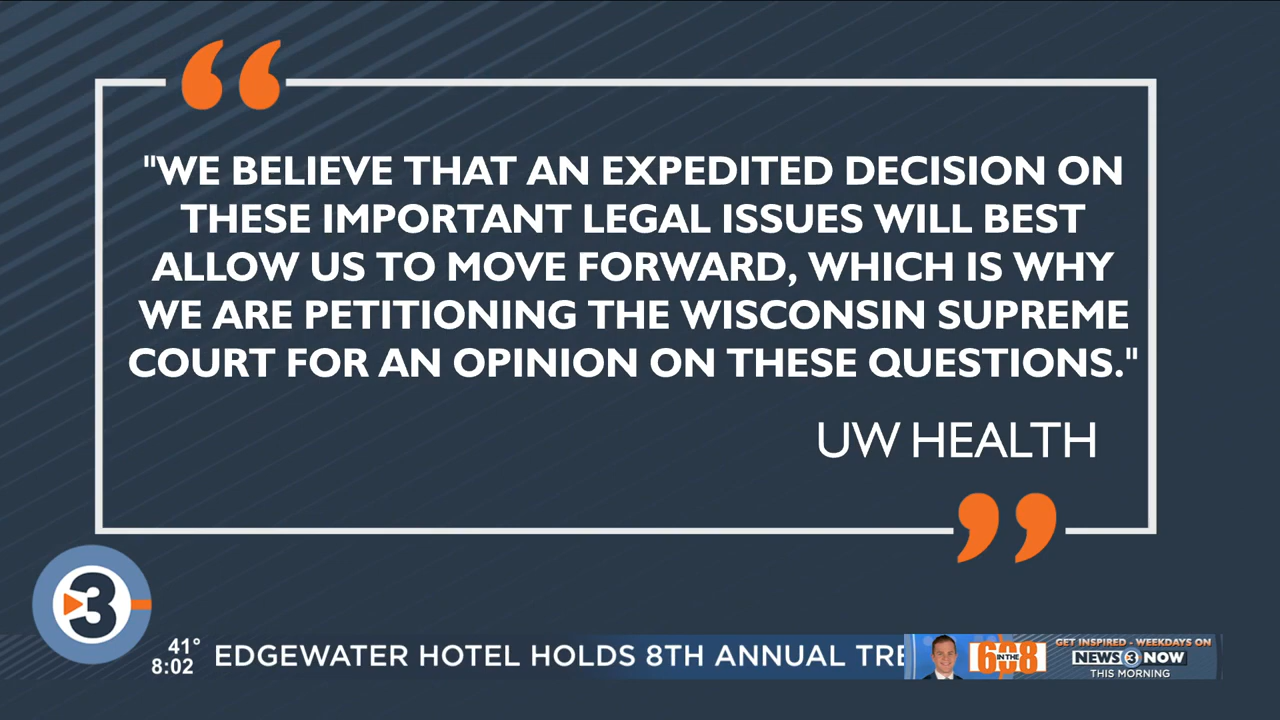 "WE BELIEVE THAT AN EXPEDITED DECISION ON
THESE IMPORTANT LEGAL ISSUES WILL BEST
ALLOW US TO MOVE FORWARD, WHICH IS WHY
WE ARE PETITIONING THE WISCONSIN SUPREME
COURT FOR AN OPINION ON THESE QUESTIONS."
UW HEALTH
3
41°
8:02
EDGEWATER HOTEL HOLDS 8TH ANNUAL TRE
608
IN THE
GET INSPIRED - WEEKDAYS ON
NEWS 3 NOW
THIS MORNING